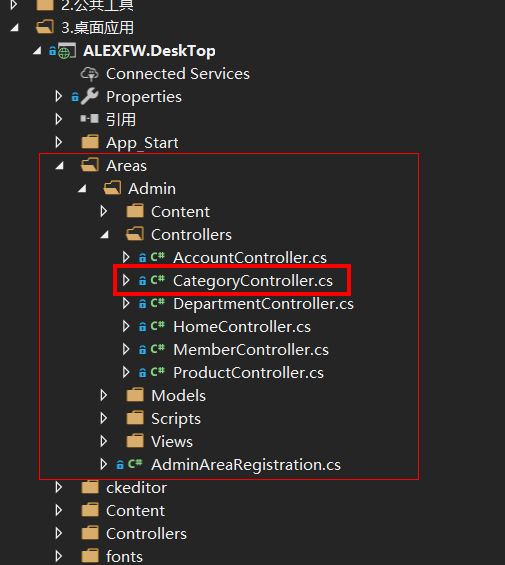 2.公共工具
3.桌面应用
ALEXFW.DeskTop
Connected Services
Properties
引用
App_Start
Areas
Admin
Content
Controllers
C# AccountController.cs
C# CategoryController.cs
C# DepartmentController.cs
C# HomeController.cs
C# MemberController.cs
C# ProductController.cs
Models
Scripts
Views
C# AdminAreaRegistration.cs
ckeditor
Content
Controllers
fonts